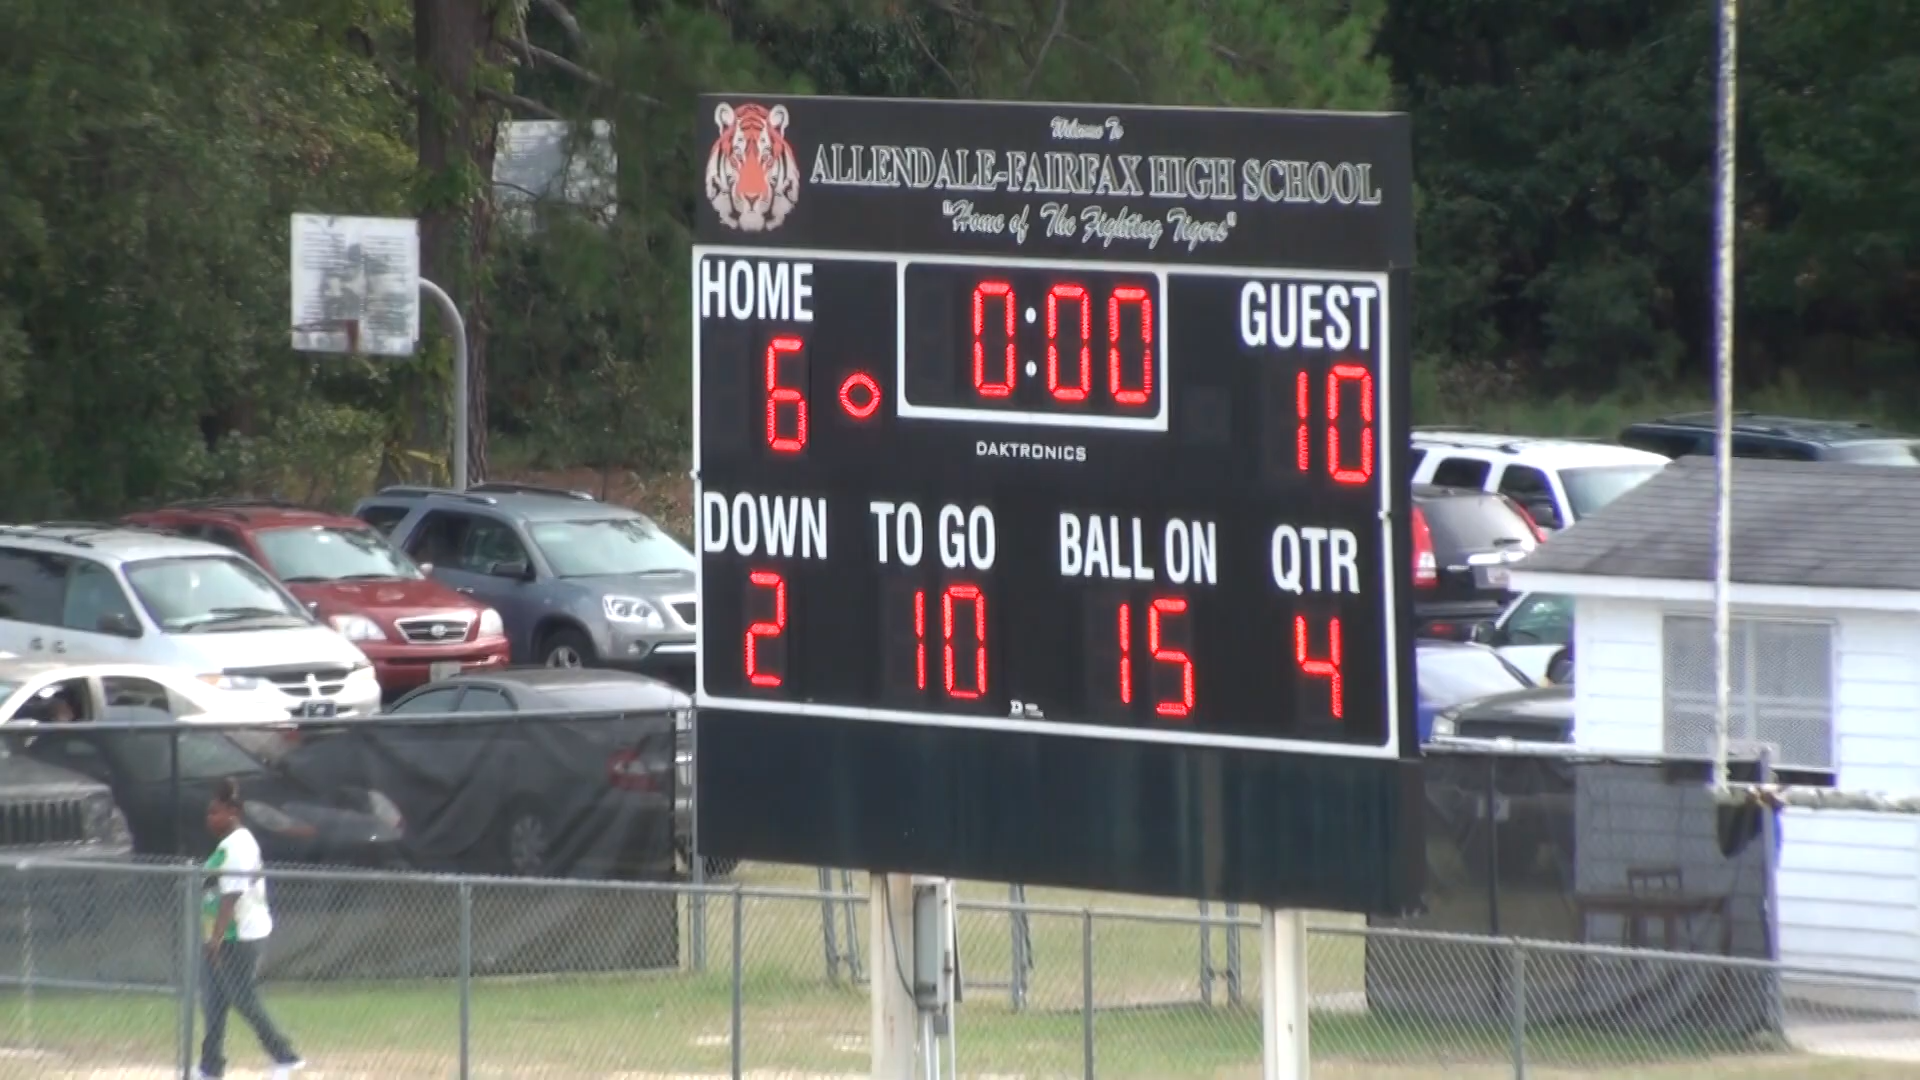 Welcome To
ALLENDALE-FAIRFAX HIGH SCHOOL
"Home of The Fighting Tigers"
HOME 0:00 GUEST
6 10
DAKTRONICS
DOWN TO GO BALL ON QTR
2 10 15 4